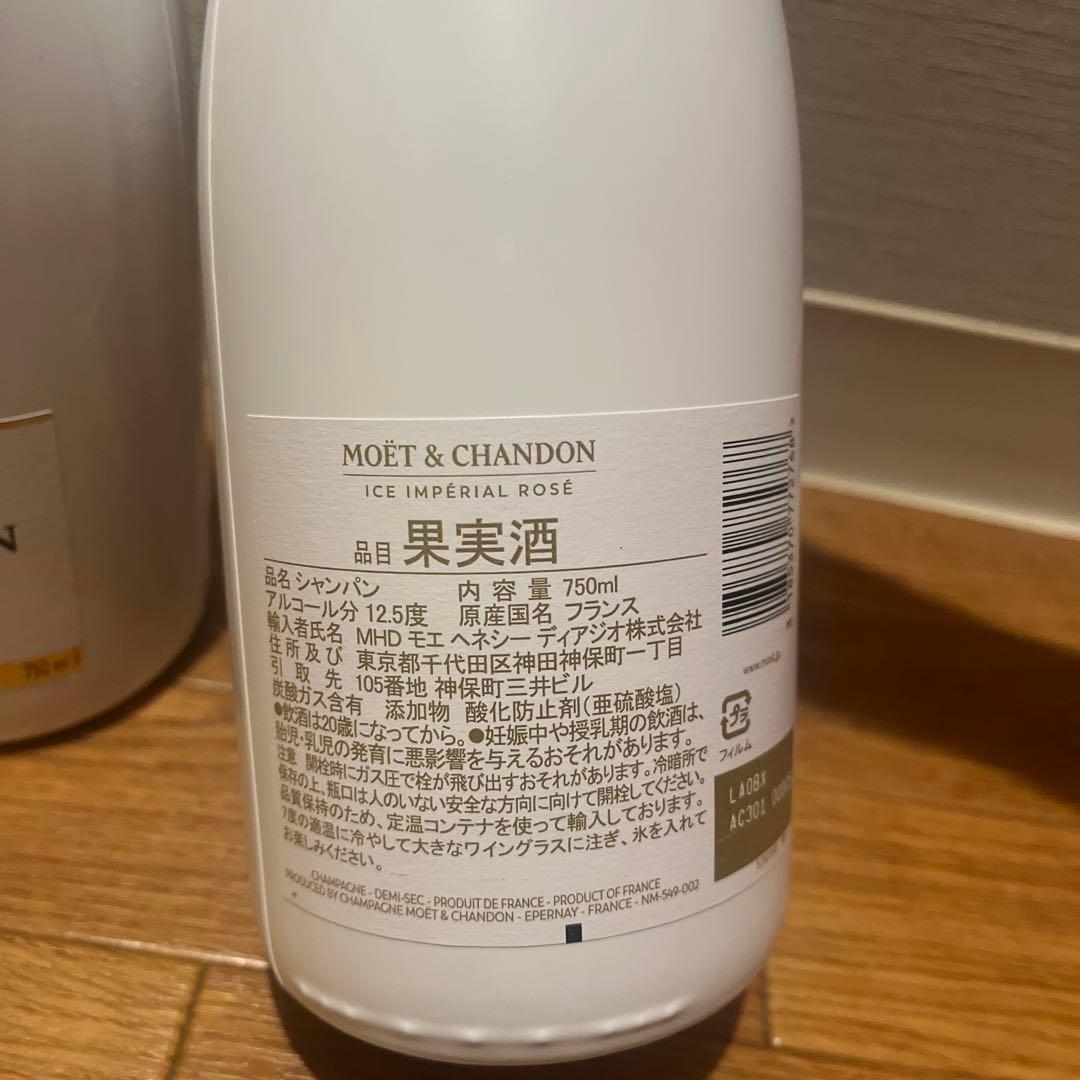 MOËT & CHANDON
ICE IMPÉRIAL ROSÉ
品目 果実酒
品名 シャンパン 内容量 750ml
アルコール分 12.5度 原産国名 フランス
輸入者氏名 MHD モエ ヘネシー ディアジオ株式会社
住所及び 東京都千代田区神田神保町一丁目
引取先 105番地 神保町三井ビル
炭酸ガス含有 添加物 酸化防止剤(亜硫酸塩)
●飲酒は20歳になってから。●妊娠中や授乳期の飲酒は、
胎児・乳児の発育に悪影響を与えるおそれがあります。
注意 開栓時にガス圧で栓が飛び出すおそれがあります。冷暗所で
保存の上、瓶口は人のいない安全な方向に向けて開栓してください。
品質保持のため、定温コンテナを使って輸入しております。
7度の適温に冷やして大きなワイングラスに注ぎ、氷を入れて
お楽しみください。
CHAMPAGNE - DEMI-SEC - PRODUIT DE FRANCE - PRODUCT OF FRANCE
PRODUCED BY CHAMPAGNE MOËT & CHANDON - EPERNAY - FRANCE - NM-549-002
www.moet.jp
プラ
フィルム
LA0BX
AC301
N
750 ml